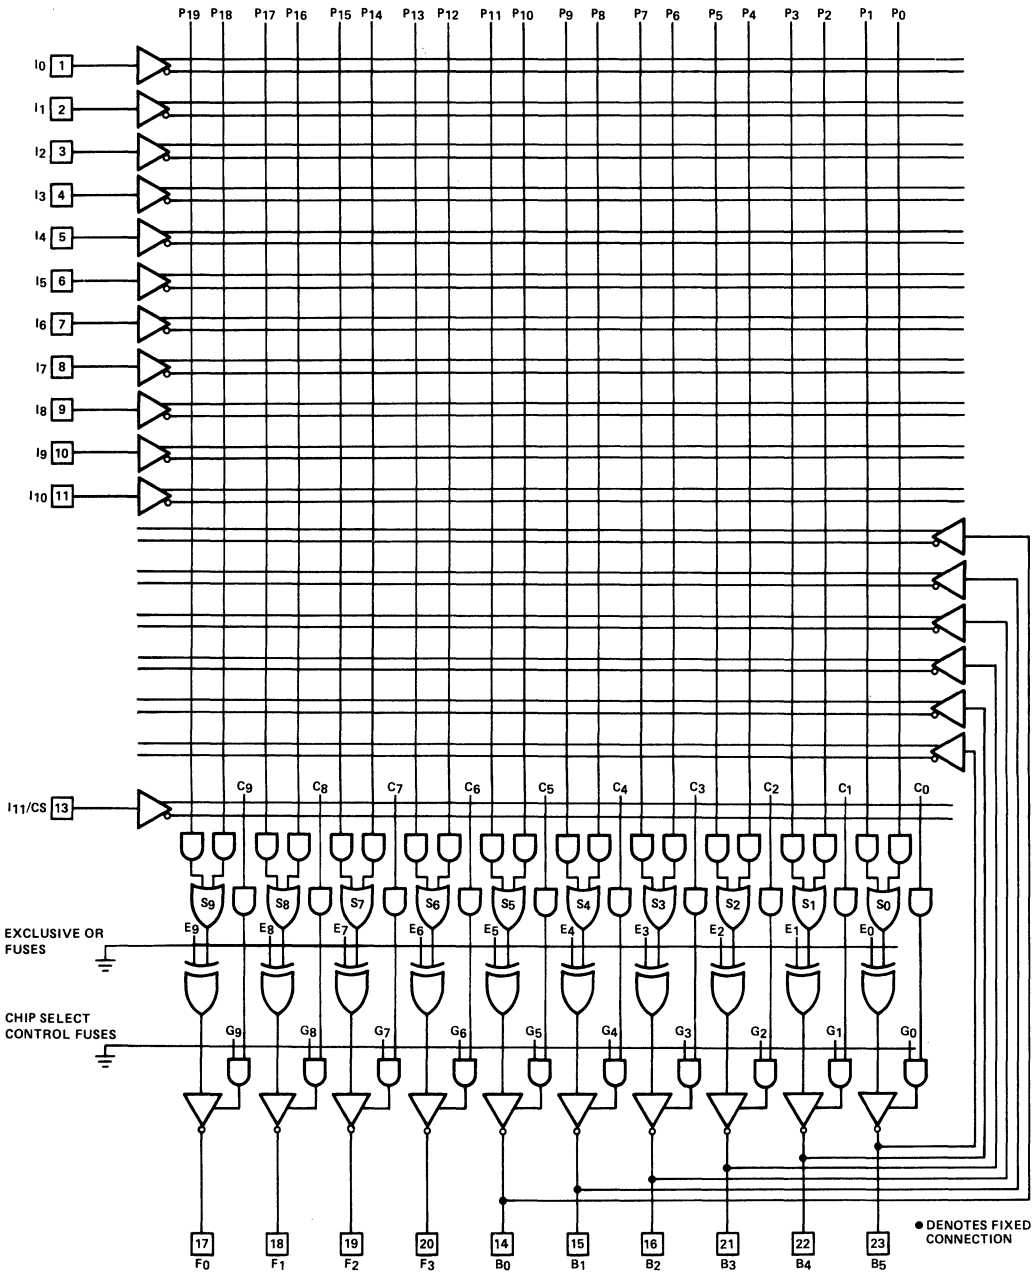 P19 P18 P17 P16 P15 P14 P13 P12 P11 P10 P9 P8 P7 P6 P5 P4 P3 P2 P1 P0
I0 1
I1 2
I2 3
I3 4
I4 5
I5 6
I6 7
I7 8
I8 9
I9 10
I10 11
C9 C8 C7 C6 C5 C4 C3 C2 C1 C0
I11/CS 13
S9 S8 S7 S6 S5 S4 S3 S2 S1 S0
E9 E8 E7 E6 E5 E4 E3 E2 E1 E0
EXCLUSIVE OR
FUSES
CHIP SELECT
CONTROL FUSES
G9 G8 G7 G6 G5 G4 G3 G2 G1 G0
17 18 19 20 14 15 16 21 22 23
F0 F1 F2 F3 B0 B1 B2 B3 B4 B5
● DENOTES FIXED
CONNECTION